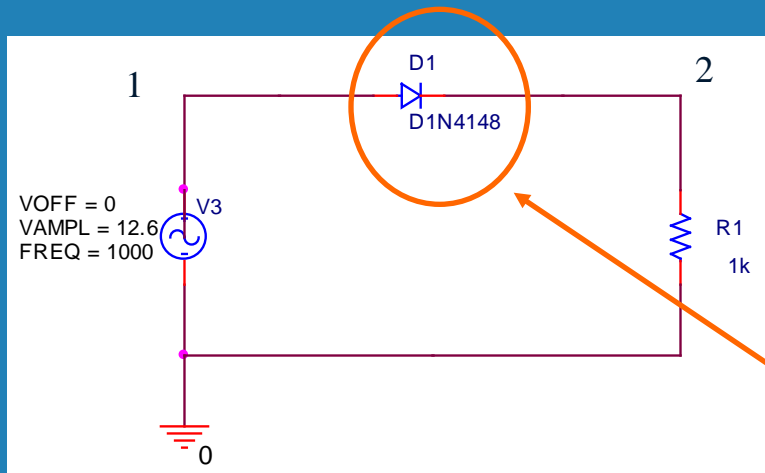 D1
1
2
D1N4148
VOFF = 0
VAMPL = 12.6
FREQ = 1000
V3
R1
1k
0